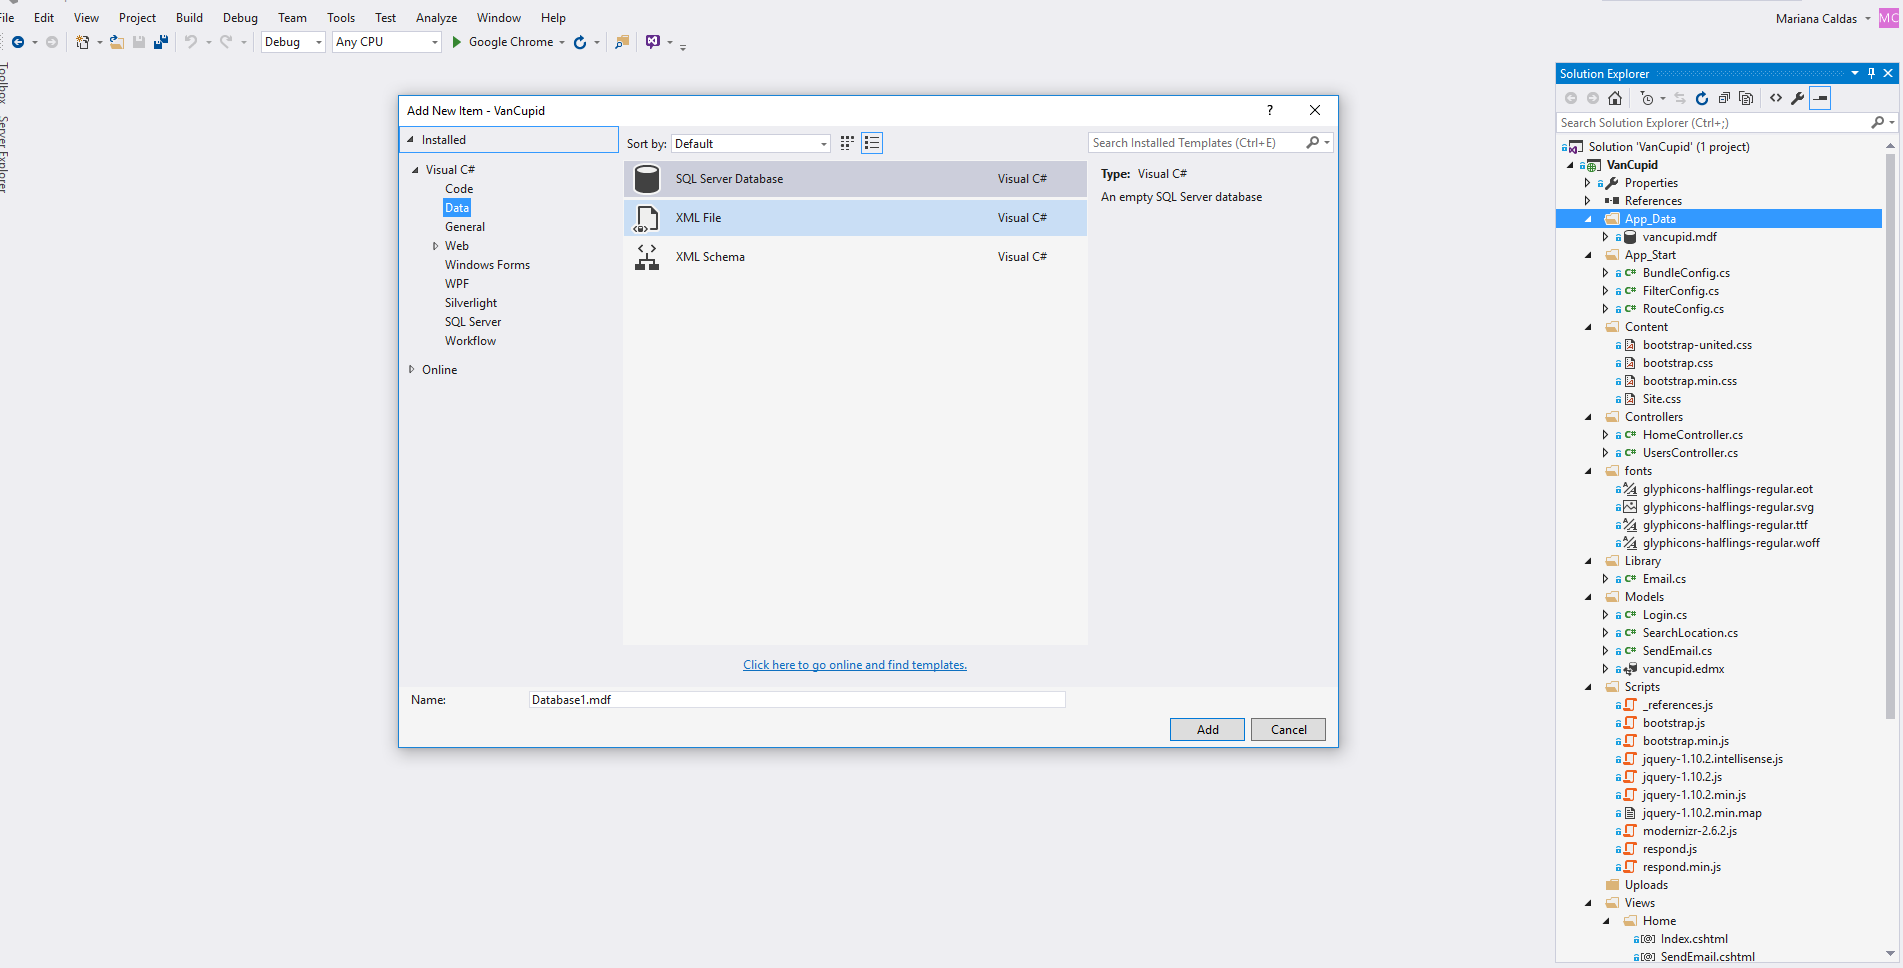 File Edit View Project Build Debug Team Tools Test Analyze Window Help
Mariana Caldas MC
Debug Any CPU Google Chrome
Toolbox
Server Explorer
Add New Item - VanCupid ?
Installed
Sort by: Default
Search Installed Templates (Ctrl+E)
Visual C#
Code
Data
General
Web
Windows Forms
WPF
Silverlight
SQL Server
Workflow
Online
SQL Server Database Visual C#
XML File Visual C#
XML Schema Visual C#
Type: Visual C#
An empty SQL Server database
Click here to go online and find templates.
Name: Database1.mdf
Add Cancel
Solution Explorer
Search Solution Explorer (Ctrl+;)
Solution 'VanCupid' (1 project)
VanCupid
Properties
References
App_Data
vancupid.mdf
App_Start
C# BundleConfig.cs
C# FilterConfig.cs
C# RouteConfig.cs
Content
bootstrap-united.css
bootstrap.css
bootstrap.min.css
Site.css
Controllers
C# HomeController.cs
C# UsersController.cs
fonts
glyphicons-halflings-regular.eot
glyphicons-halflings-regular.svg
glyphicons-halflings-regular.ttf
glyphicons-halflings-regular.woff
Library
C# Email.cs
Models
C# Login.cs
C# SearchLocation.cs
C# SendEmail.cs
vancupid.edmx
Scripts
_references.js
bootstrap.js
bootstrap.min.js
jquery-1.10.2.intellisense.js
jquery-1.10.2.js
jquery-1.10.2.min.js
jquery-1.10.2.min.map
modernizr-2.6.2.js
respond.js
respond.min.js
Uploads
Views
Home
[@] Index.cshtml
[@] SendEmail.cshtml